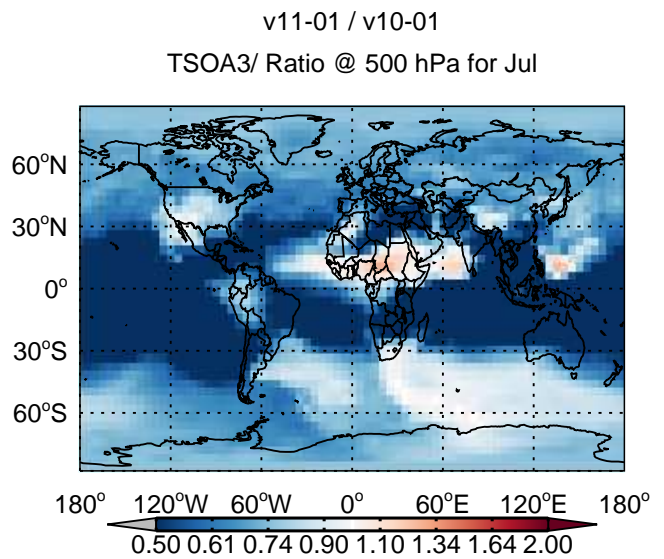 v11-01 / v10-01
TSOA3/ Ratio @ 500 hPa for Jul
60°N
30°N
0°
30°S
60°S
180° 120°W 60°W 0° 60°E 120°E 180°
0.50 0.61 0.74 0.90 1.10 1.34 1.64 2.00